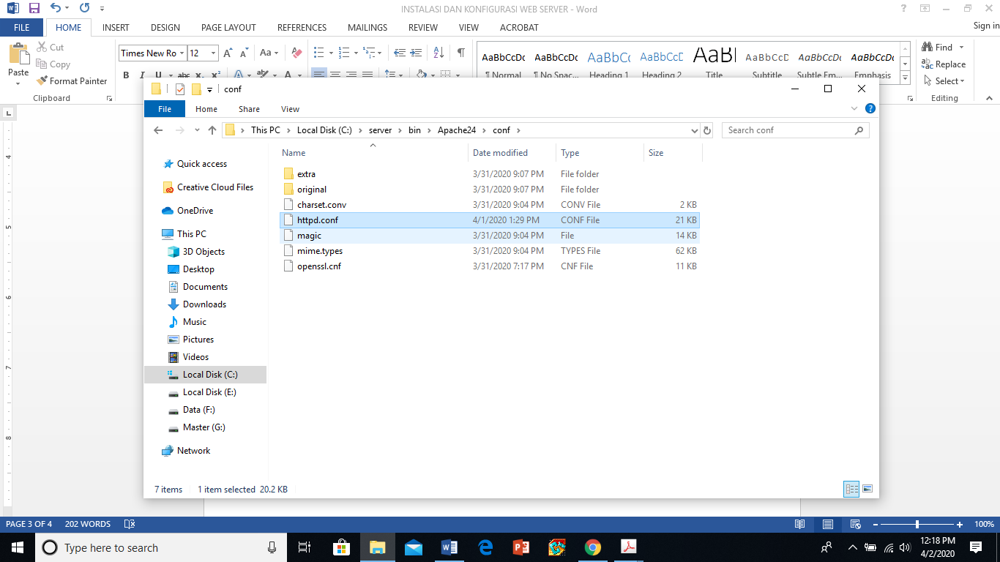 INSTALASI DAN KONFIGURASI WEB SERVER - Word
FILE HOME INSERT DESIGN PAGE LAYOUT REFERENCES MAILINGS REVIEW VIEW ACROBAT Sign in
Paste
Cut
Copy
Format Painter
Clipboard
Times New Ro 12
AaBbCcDc AaBbCcDc AaBbCc AaBbCcD AaBl AaBbCcD AaBbCcDc AaBbCcDc
¶ Normal ¶ No Spac... Heading 1 Heading 2 Title Subtitle Subtle Em... Emphasis
Find
Replace
Select
Editing
conf
File Home Share View
This PC > Local Disk (C:) > server > bin > Apache24 > conf >
Search conf
Name Date modified Type Size
extra 3/31/2020 9:07 PM File folder
original 3/31/2020 9:07 PM File folder
charset.conv 3/31/2020 9:04 PM CONV File 2 KB
httpd.conf 4/1/2020 1:29 PM CONF File 21 KB
magic 3/31/2020 9:04 PM File 14 KB
mime.types 3/31/2020 9:04 PM TYPES File 62 KB
openssl.cnf 3/31/2020 7:17 PM CNF File 11 KB
Quick access
Creative Cloud Files
OneDrive
This PC
3D Objects
Desktop
Documents
Downloads
Music
Pictures
Videos
Local Disk (C:)
Local Disk (E:)
Data (F:)
Master (G:)
Network
7 items 1 item selected 20.2 KB
4
5
6
7
8
PAGE 3 OF 4 202 WORDS 100%
Type here to search
12:18 PM
4/2/2020